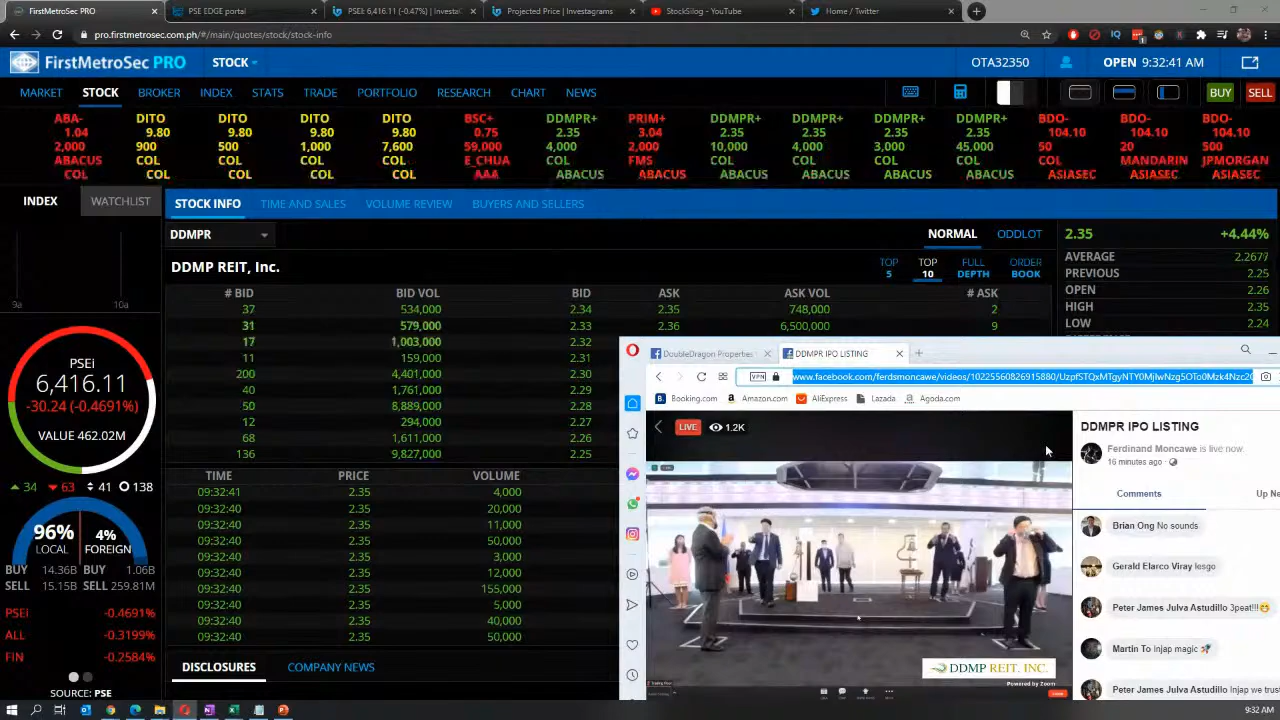 FirstMetroSec PRO
PSE EDGE portal
PSEi: 6,416.11 (-0.47%) | Investa
Projected Price | Investagrams
StockSilog - YouTube
Home / Twitter
pro.firstmetrosec.com.ph/#/main/quotes/stock/stock-info
FirstMetroSec PRO
STOCK
OTA32350
OPEN 9:32:41 AM
MARKET STOCK BROKER INDEX STATS TRADE PORTFOLIO RESEARCH CHART NEWS
BUY SELL
ABA- DITO DITO DITO DITO BSC+ DDMPR+ PRIM+ DDMPR+ DDMPR+ DDMPR+ DDMPR+ BDO- BDO- BDO-
1.04 9.80 9.80 9.80 9.80 0.75 2.35 3.04 2.35 2.35 2.35 2.35 104.10 104.10 104.10
2,000 900 500 1,000 7,600 59,000 4,000 2,000 10,000 4,000 3,000 45,000 50 20 500
ABACUS COL COL COL COL E_CHUA COL FMS COL COL COL COL COL MANDARIN JPMORGAN
COL COL COL COL COL AAA ABACUS ABACUS ABACUS ABACUS ABACUS ABACUS ASIASEC ASIASEC ASIASEC
INDEX WATCHLIST
STOCK INFO TIME AND SALES VOLUME REVIEW BUYERS AND SELLERS
DDMPR
NORMAL ODDLOT
2.35 +4.44%
DDMP REIT, Inc.
TOP 5
TOP 10
FULL DEPTH
ORDER BOOK
AVERAGE 2.2677
PREVIOUS 2.25
OPEN 2.26
HIGH 2.35
LOW 2.24
# BID BID VOL BID ASK ASK VOL # ASK
37 534,000 2.34 2.35 748,000 2
31 579,000 2.33 2.36 6,500,000 9
17 1,003,000 2.32
11 159,000 2.31
200 4,401,000 2.30
40 1,761,000 2.29
50 8,889,000 2.28
12 294,000 2.27
68 1,611,000 2.26
136 9,827,000 2.25
TIME PRICE VOLUME
09:32:41 2.35 4,000
09:32:40 2.35 20,000
09:32:40 2.35 11,000
09:32:40 2.35 50,000
09:32:40 2.35 3,000
09:32:40 2.35 12,000
09:32:40 2.35 155,000
09:32:40 2.35 5,000
09:32:40 2.35 40,000
09:32:40 2.35 50,000
DISCLOSURES COMPANY NEWS
9a 10a
PSEi
6,416.11
-30.24 (-0.4691%)
VALUE 462.02M
34 63 41 138
96% LOCAL
4% FOREIGN
BUY 14.36B BUY 1.06B
SELL 15.15B SELL 259.81M
PSEi -0.4691%
ALL -0.3199%
FIN -0.2584%
SOURCE: PSE
DoubleDragon Properties
DDMPR IPO LISTING
VPN
Booking.com Amazon.com AliExpress Lazada Agoda.com
LIVE 1.2K
DDMP REIT. INC.
Powered by Zoom
DDMPR IPO LISTING
Ferdinand Moncawe is live now.
16 minutes ago
Comments Up Ne
Brian Ong No sounds
Gerald Elarco Viray lesgo
Peter James Julva Astudillo 3peat!!!😁
Martin To Injap magic 🚀
Peter James Julva Astudillo Injap we trus
9:32 AM